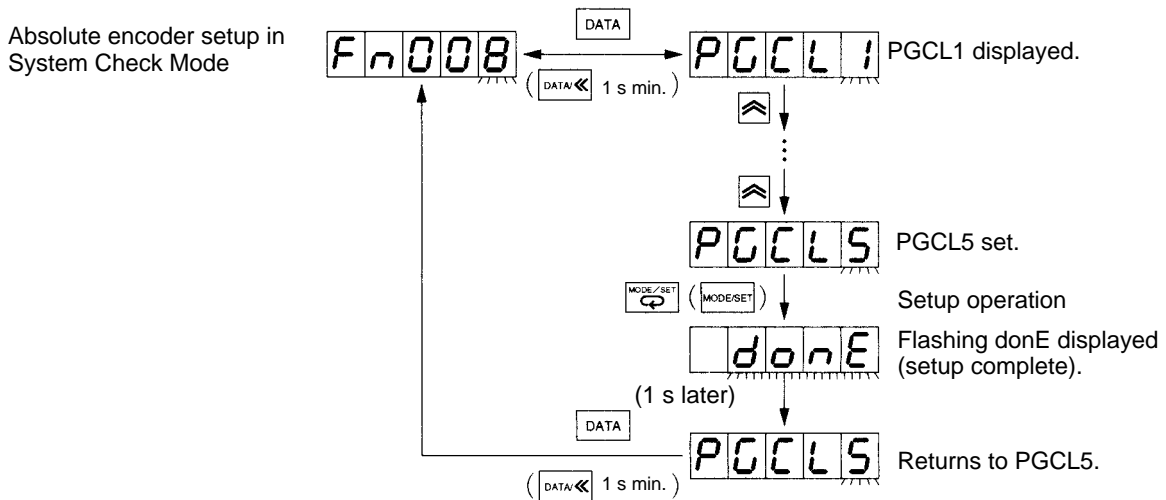 DATA
Absolute encoder setup in
System Check Mode
Fn008
PGCL1
PGCL1 displayed.
( DATA/≪ 1 s min. )
⋮
PGCL5
PGCL5 set.
MODE/SET ( MODE/SET )
Setup operation
donE
Flashing donE displayed
(setup complete).
(1 s later)
DATA
PGCL5
Returns to PGCL5.
( DATA/≪ 1 s min. )